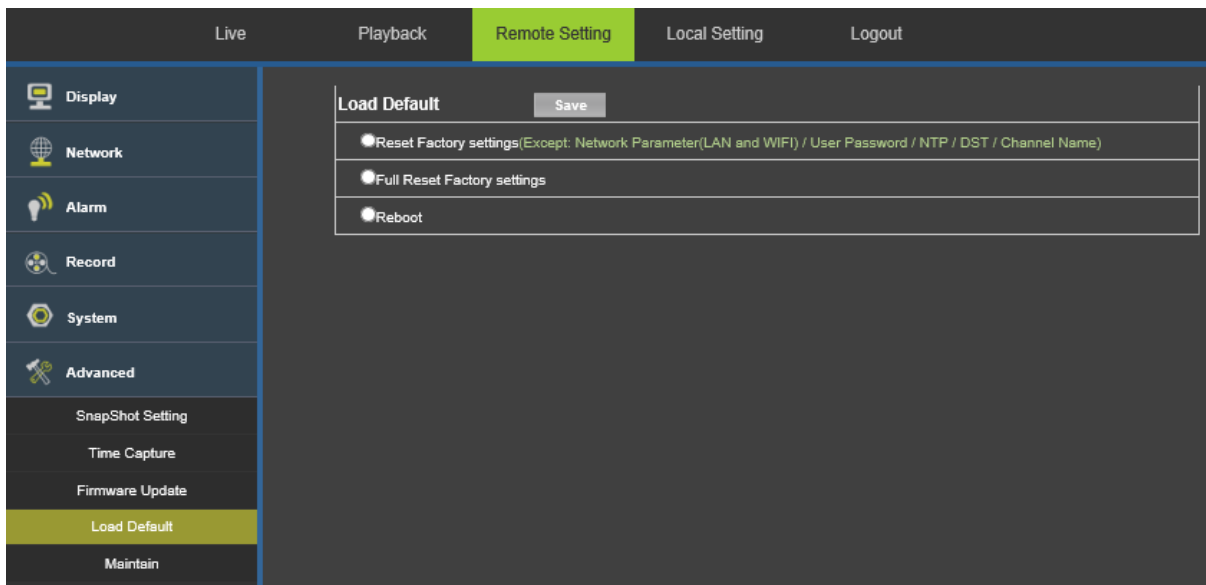 Live Playback Remote Setting Local Setting Logout
Display
Network
Alarm
Record
System
Advanced
SnapShot Setting
Time Capture
Firmware Update
Load Default
Maintain
Load Default Save
Reset Factory settings(Except: Network Parameter(LAN and WIFI) / User Password / NTP / DST / Channel Name)
Full Reset Factory settings
Reboot